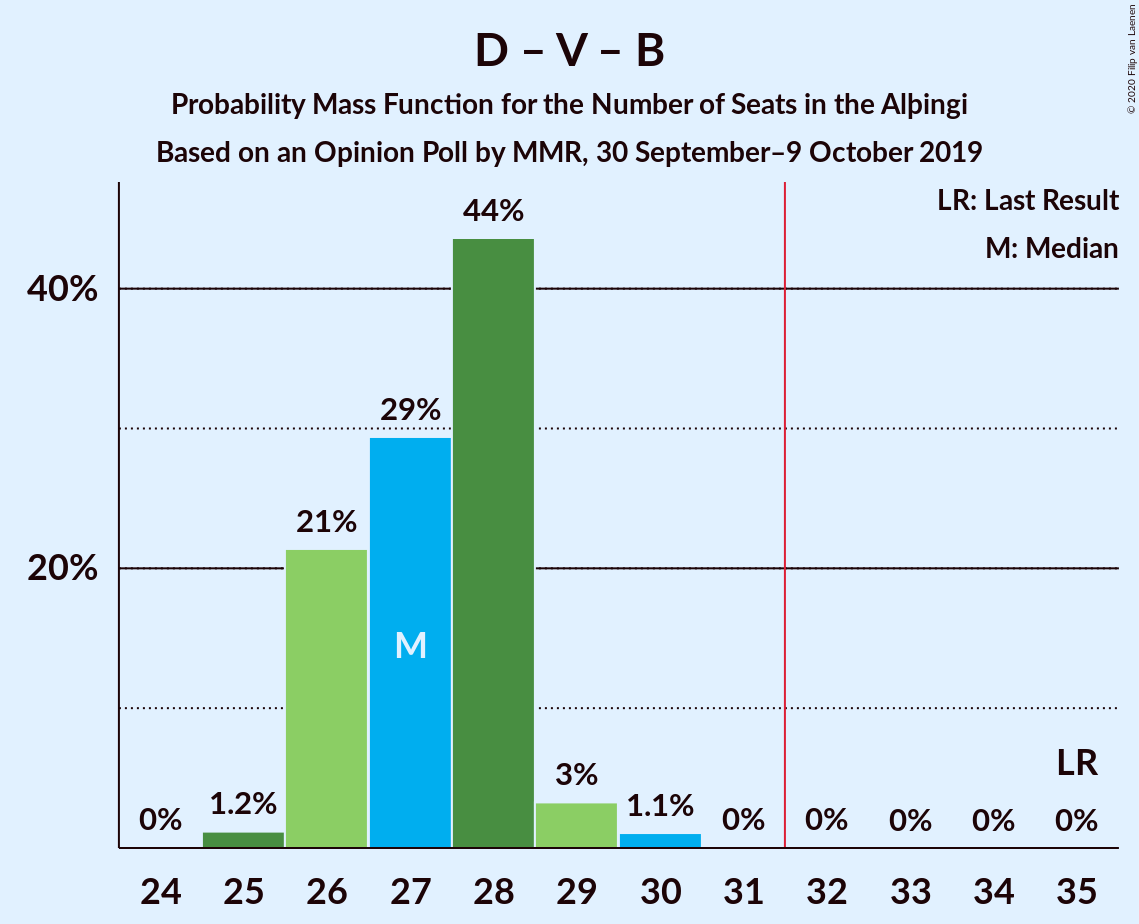 D – V – B
Probability Mass Function for the Number of Seats in the Alþingi
Based on an Opinion Poll by MMR, 30 September–9 October 2019
© 2020 Filip van Laenen
LR: Last Result
M: Median
40%
20%
0%
1.2%
21%
29%
44%
3%
1.1%
0%
0%
0%
0%
0%
M
LR
24 25 26 27 28 29 30 31 32 33 34 35